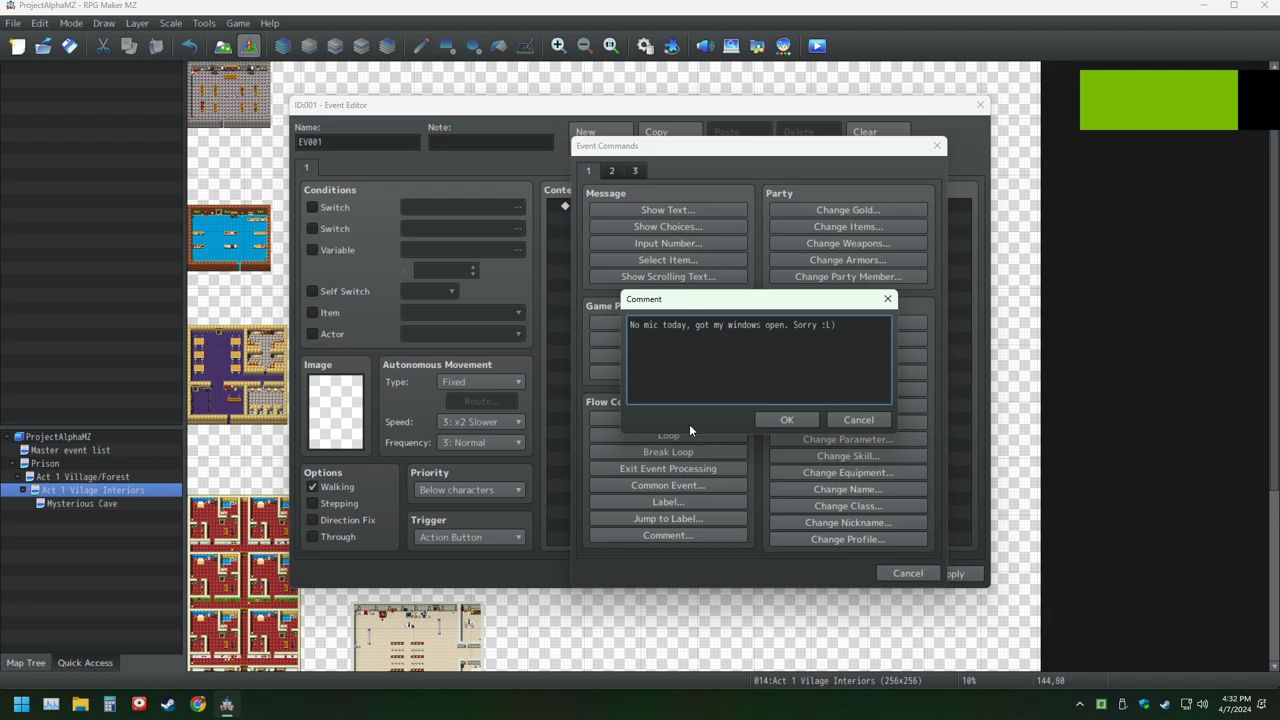 ProjectAlphaMZ - RPG Maker MZ
File Edit Mode Draw Layer Scale Tools Game Help
ID:001 - Event Editor
Name: Note:
EV001
New Copy Delete Clear
Event Commands
1
1 2 3
Conditions
Conte
Switch ...
Switch ...
Variable ...
Self Switch
Item
Actor
Message
Show Text...
Show Choices...
Input Number...
Select Item...
Show Scrolling Text...
Party
Change Gold...
Change Items...
Change Weapons...
Change Armors...
Change Party Member...
Game P
Comment
No mic today, got my windows open. Sorry :L)
OK Cancel
Flow Co
Loop
Break Loop
Exit Event Processing
Common Event...
Label...
Jump to Label...
Comment...
Change Parameter...
Change Skill...
Change Equipment...
Change Name...
Change Class...
Change Nickname...
Change Profile...
Cancel
pply
Image
Autonomous Movement
Type: Fixed
Route...
Speed: 3: x2 Slower
Frequency: 3: Normal
Options
Walking
Stepping
Direction Fix
Through
Priority
Below characters
Trigger
Action Button
ProjectAlphaMZ
Master event list
Prison
Act 1 Village/Forest
Act 1 Vilage Interiors
Mysterious Cave
Quick Access
014:Act 1 Vilage Interiors (256x256) 10% 144,80
4:32 PM
4/7/2024